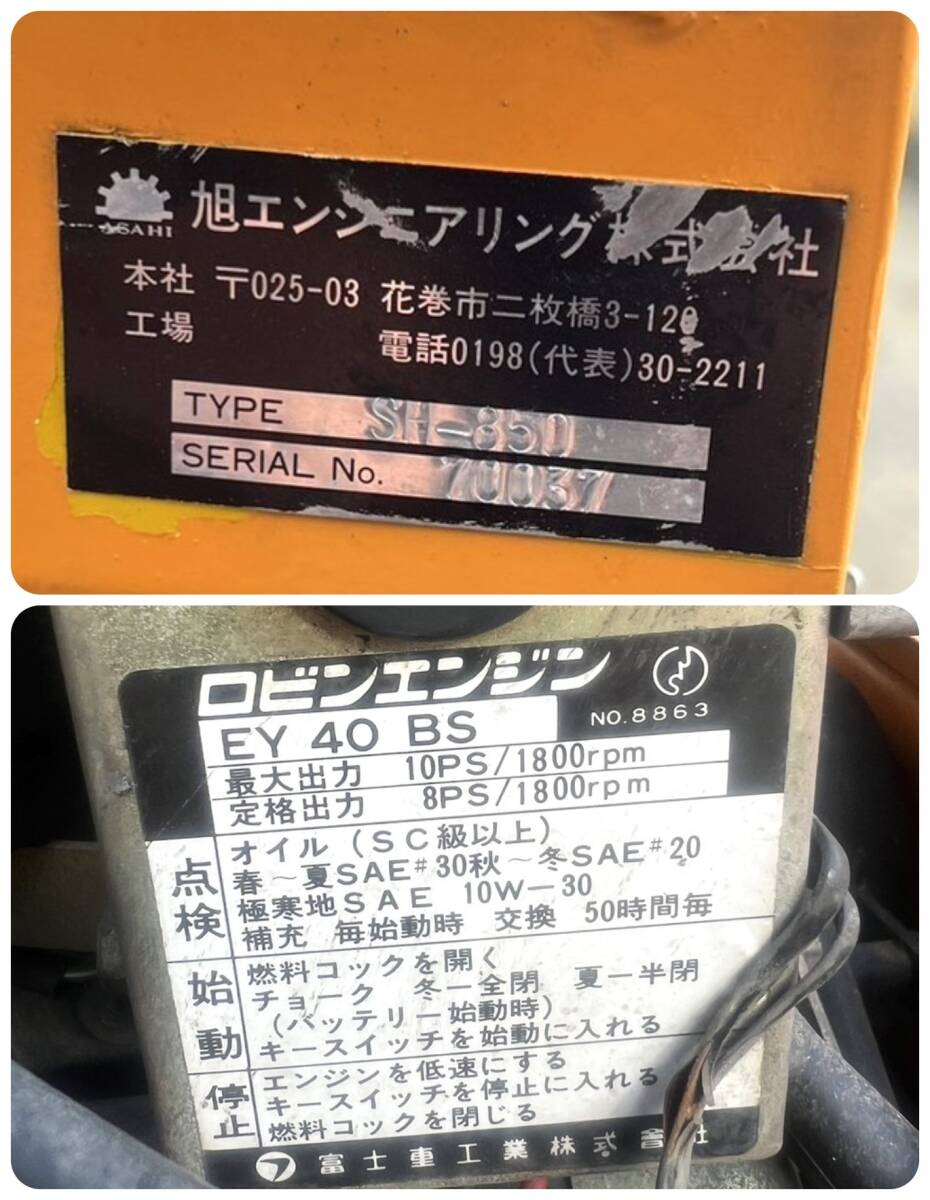 ASAHI
旭エンジニアリング株式会社
本社 〒025-03 花巻市二枚橋3-120
工場 電話0198(代表)30-2211
TYPE SH-850
SERIAL No. 70037
ロビンエンジン
NO.8863
EY 40 BS
最大出力 10PS/1800rpm
定格出力 8PS/1800rpm
点検
オイル(SC級以上)
春~夏SAE#30秋~冬SAE#20
極寒地SAE 10W-30
補充 毎始動時 交換 50時間毎
始動
燃料コックを開く
チョーク 冬一全閉 夏一半閉
(バッテリー始動時)
キースイッチを始動に入れる
停止
エンジンを低速にする
キースイッチを停止に入れる
燃料コックを閉じる
富士重工業株式会社